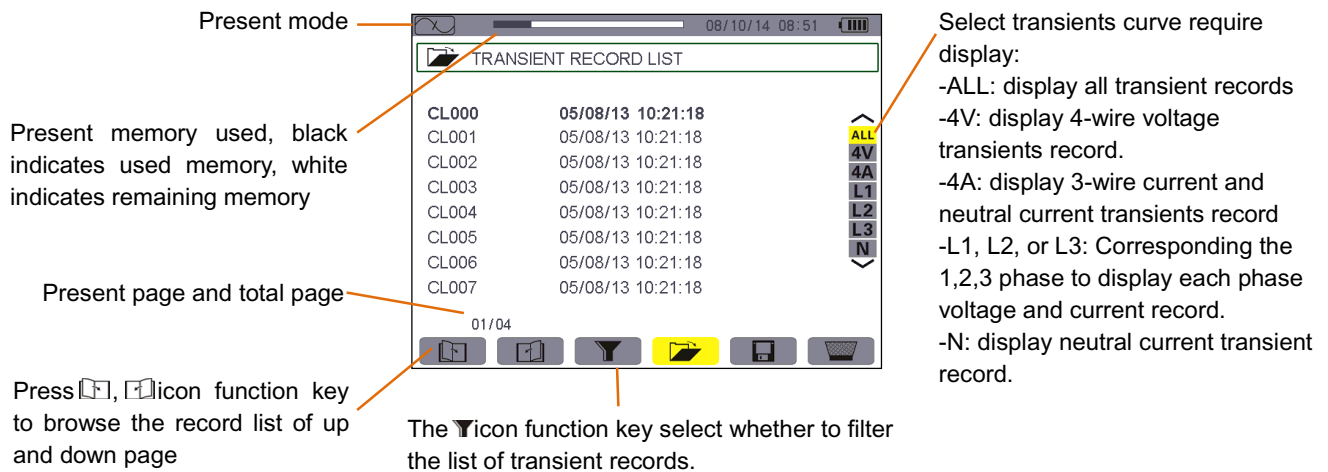 Present mode
08/10/14 08:51
TRANSIENT RECORD LIST
CL000 05/08/13 10:21:18
CL001 05/08/13 10:21:18
CL002 05/08/13 10:21:18
CL003 05/08/13 10:21:18
CL004 05/08/13 10:21:18
CL005 05/08/13 10:21:18
CL006 05/08/13 10:21:18
CL007 05/08/13 10:21:18
01/04
ALL
4V
4A
L1
L2
L3
N
Present memory used, black
indicates used memory, white
indicates remaining memory
Present page and total page
Press , icon function key
to browse the record list of up
and down page
The icon function key select whether to filter
the list of transient records.
Select transients curve require
display:
-ALL: display all transient records
-4V: display 4-wire voltage
transients record.
-4A: display 3-wire current and
neutral current transients record
-L1, L2, or L3: Corresponding the
1,2,3 phase to display each phase
voltage and current record.
-N: display neutral current transient
record.